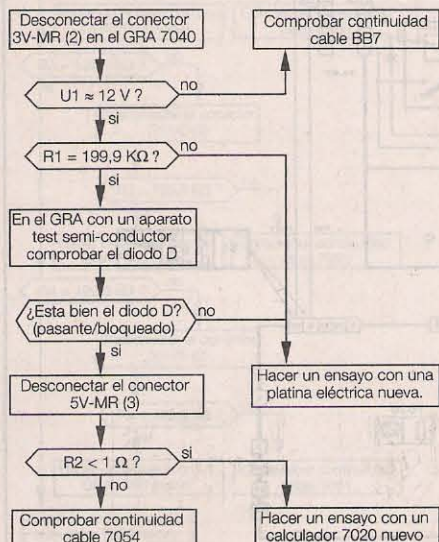 Desconectar el conector
3V-MR (2) en el GRA 7040
Comprobar continuidad
cable BB7
U1 ≈ 12 V ?
no
si
R1 = 199,9 KΩ ?
no
si
En el GRA con un aparato
test semi-conductor
comprobar el diodo D
¿Esta bien el diodo D?
(pasante/bloqueado)
no
si
Hacer un ensayo con una
platina eléctrica nueva.
Desconectar el conector
5V-MR (3)
R2 < 1 Ω ?
si
no
Comprobar continuidad
cable 7054
Hacer un ensayo con un
calculador 7020 nuevo